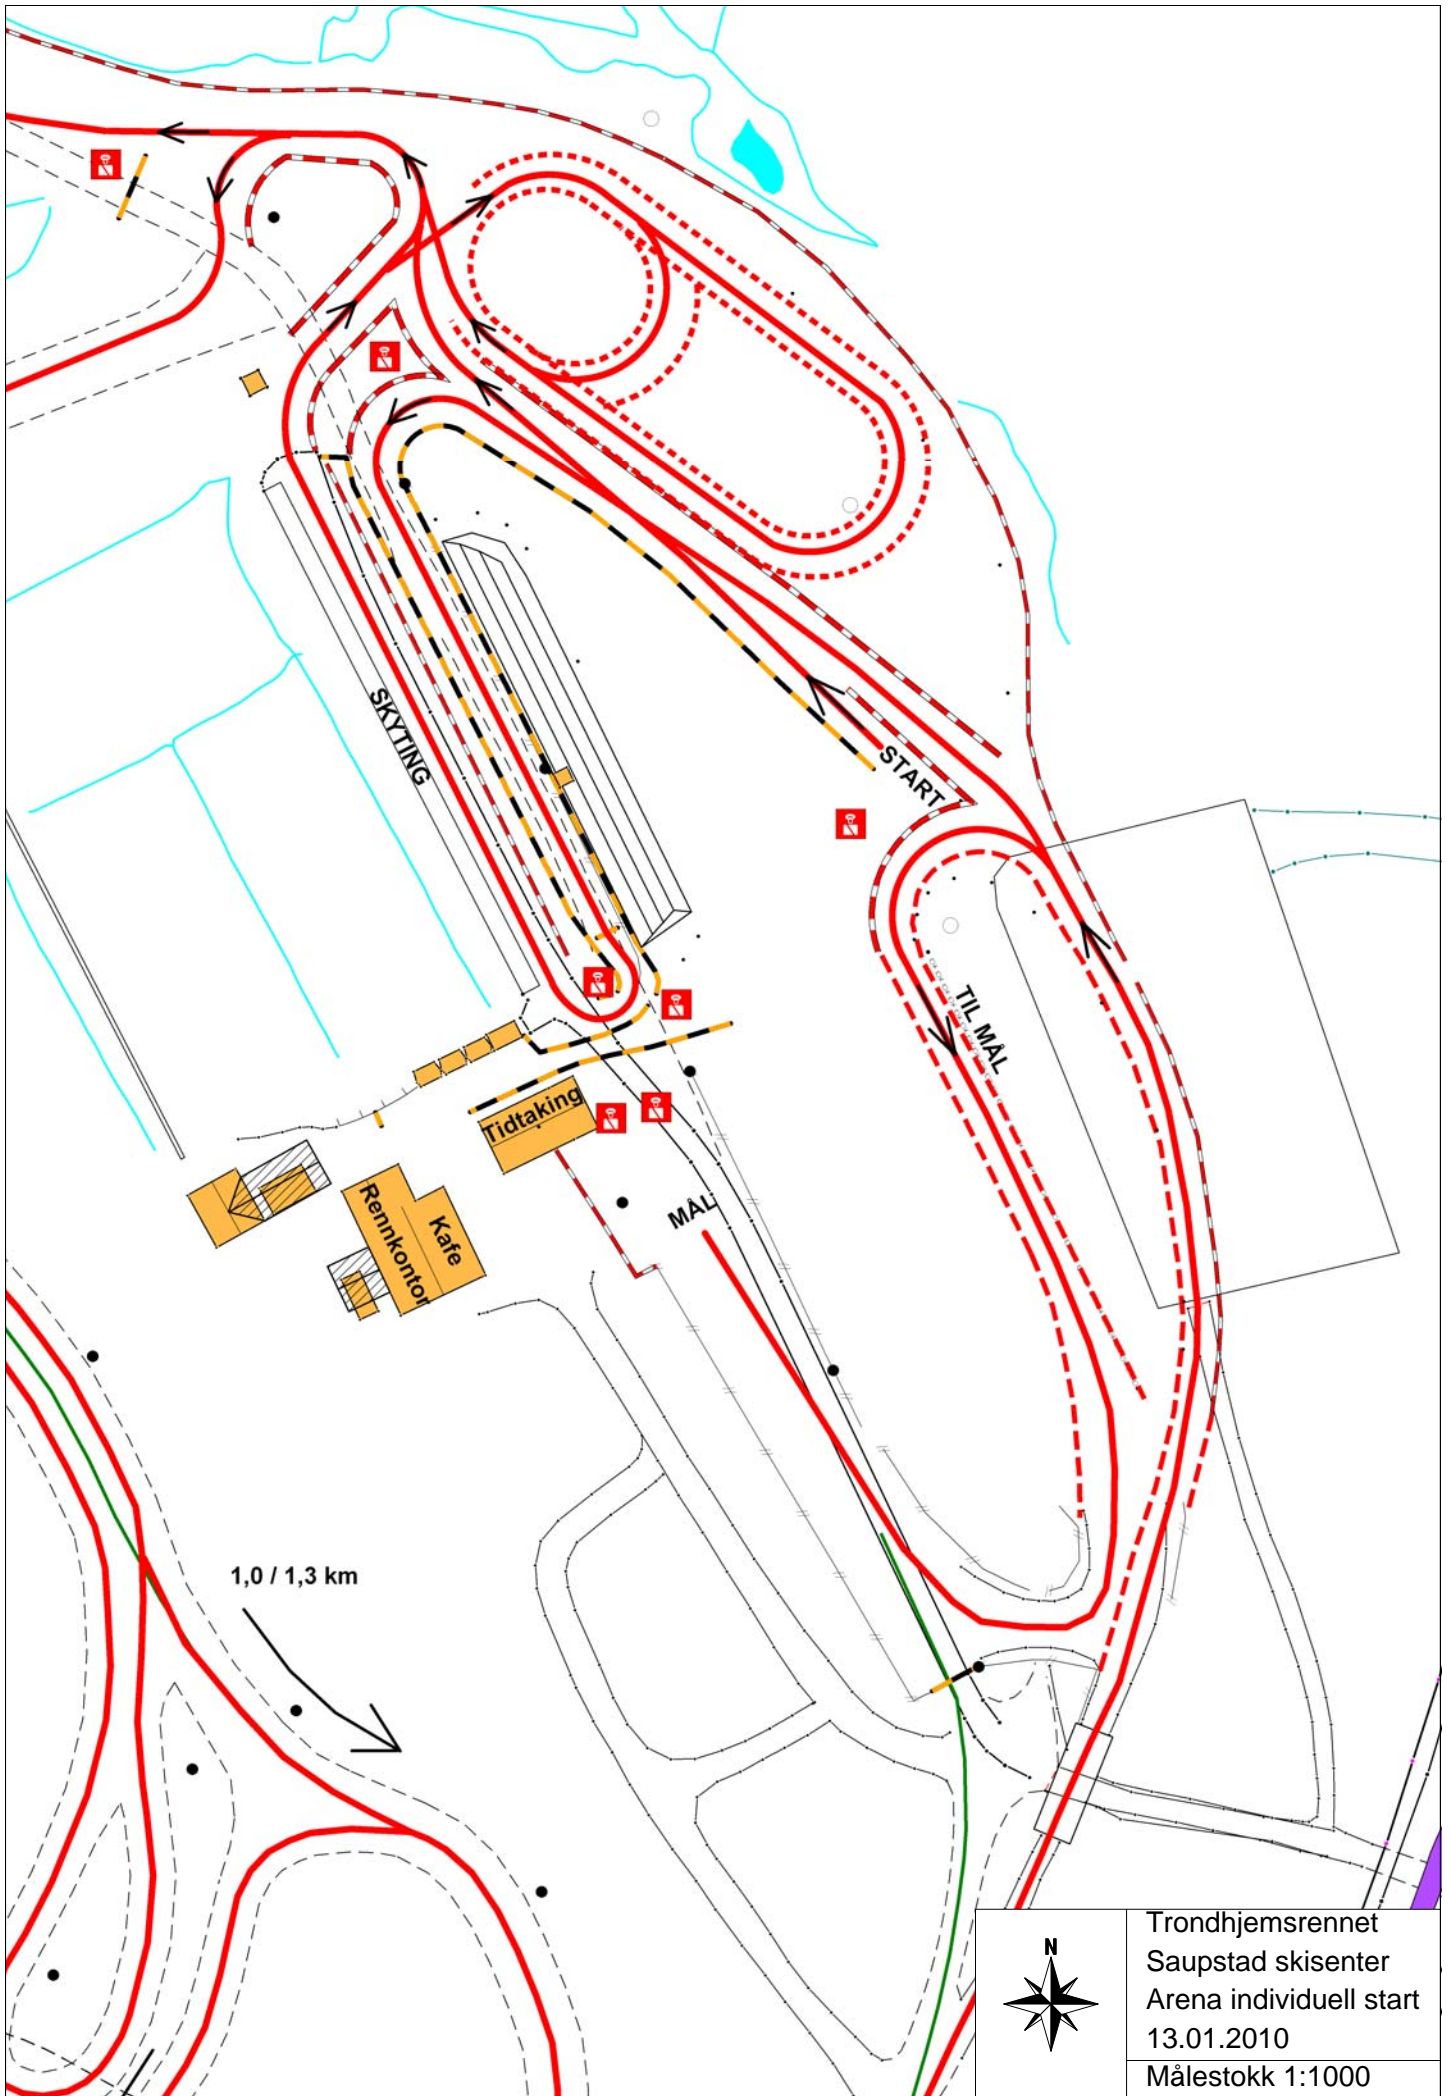 SKYTING
START
TIL MÅL
Tidtaking
MÅL
Rennkontor
Kafe
1,0 / 1,3 km
N
Trondhjemsrennet
Saupstad skisenter
Arena individuell start
13.01.2010
Målestokk 1:1000